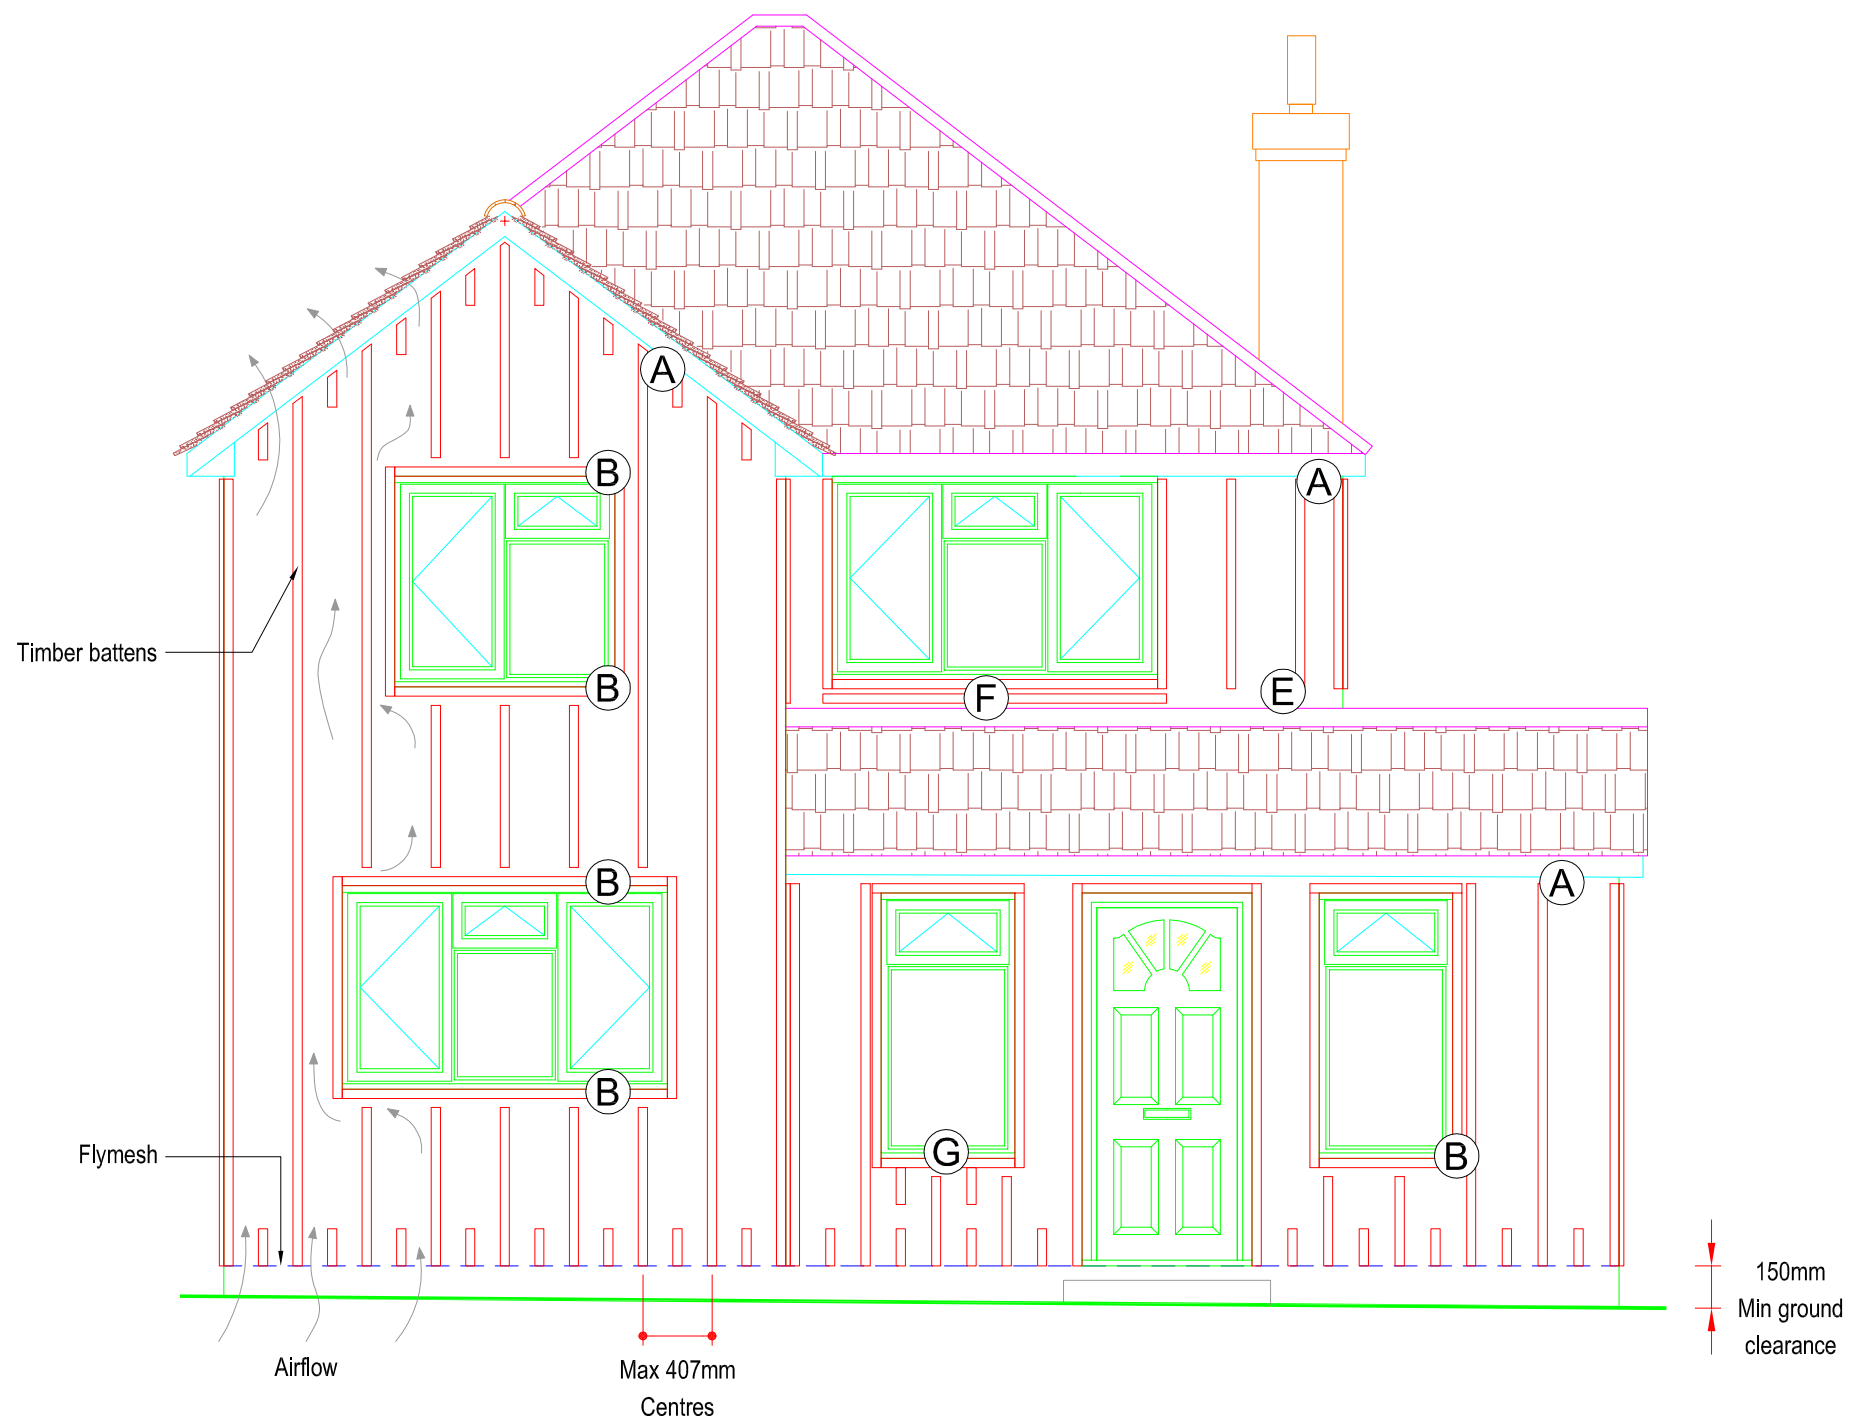 A
B
A
Timber battens
B
F
E
B
A
B
G
B
Flymesh
150mm
Min ground
clearance
Airflow
Max 407mm
Centres